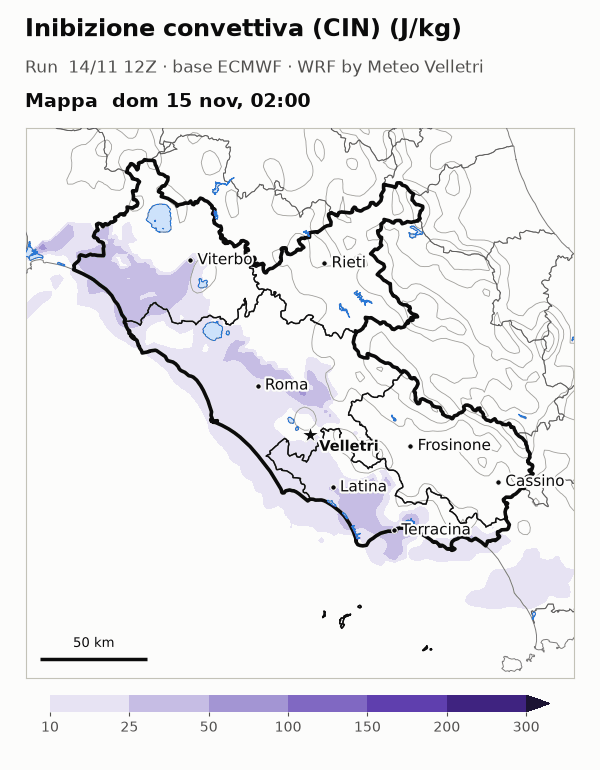 Inibizione convettiva (CIN) (J/kg)
Run 14/11 12Z · base ECMWF · WRF by Meteo Velletri
Mappa dom 15 nov, 02:00
Viterbo
Rieti
Roma
Velletri
Frosinone
Latina
Cassino
Terracina
50 km
10 25 50 100 150 200 300